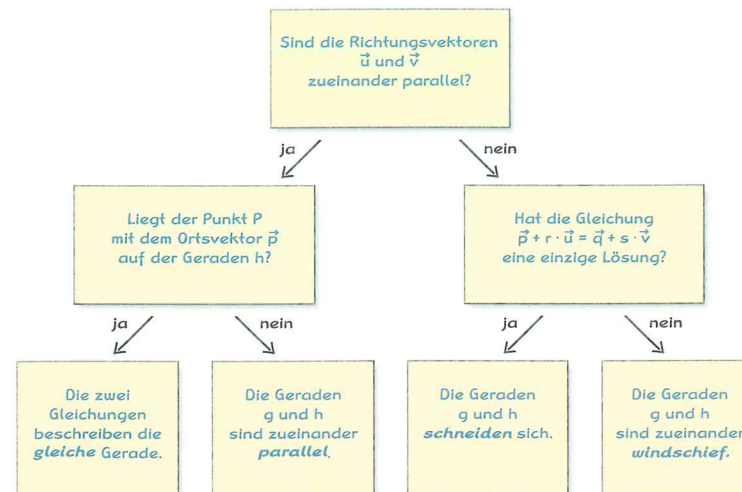 Sind die Richtungsvektoren
u⃗ und v⃗
zueinander parallel?
ja
nein
Liegt der Punkt P
mit dem Ortsvektor p⃗
auf der Geraden h?
Hat die Gleichung
p⃗ + r · u⃗ = q⃗ + s · v⃗
eine einzige Lösung?
ja
nein
ja
nein
Die zwei
Gleichungen
beschreiben die
gleiche Gerade.
Die Geraden
g und h
sind zueinander
parallel.
Die Geraden
g und h
schneiden sich.
Die Geraden
g und h
sind zueinander
windschief.